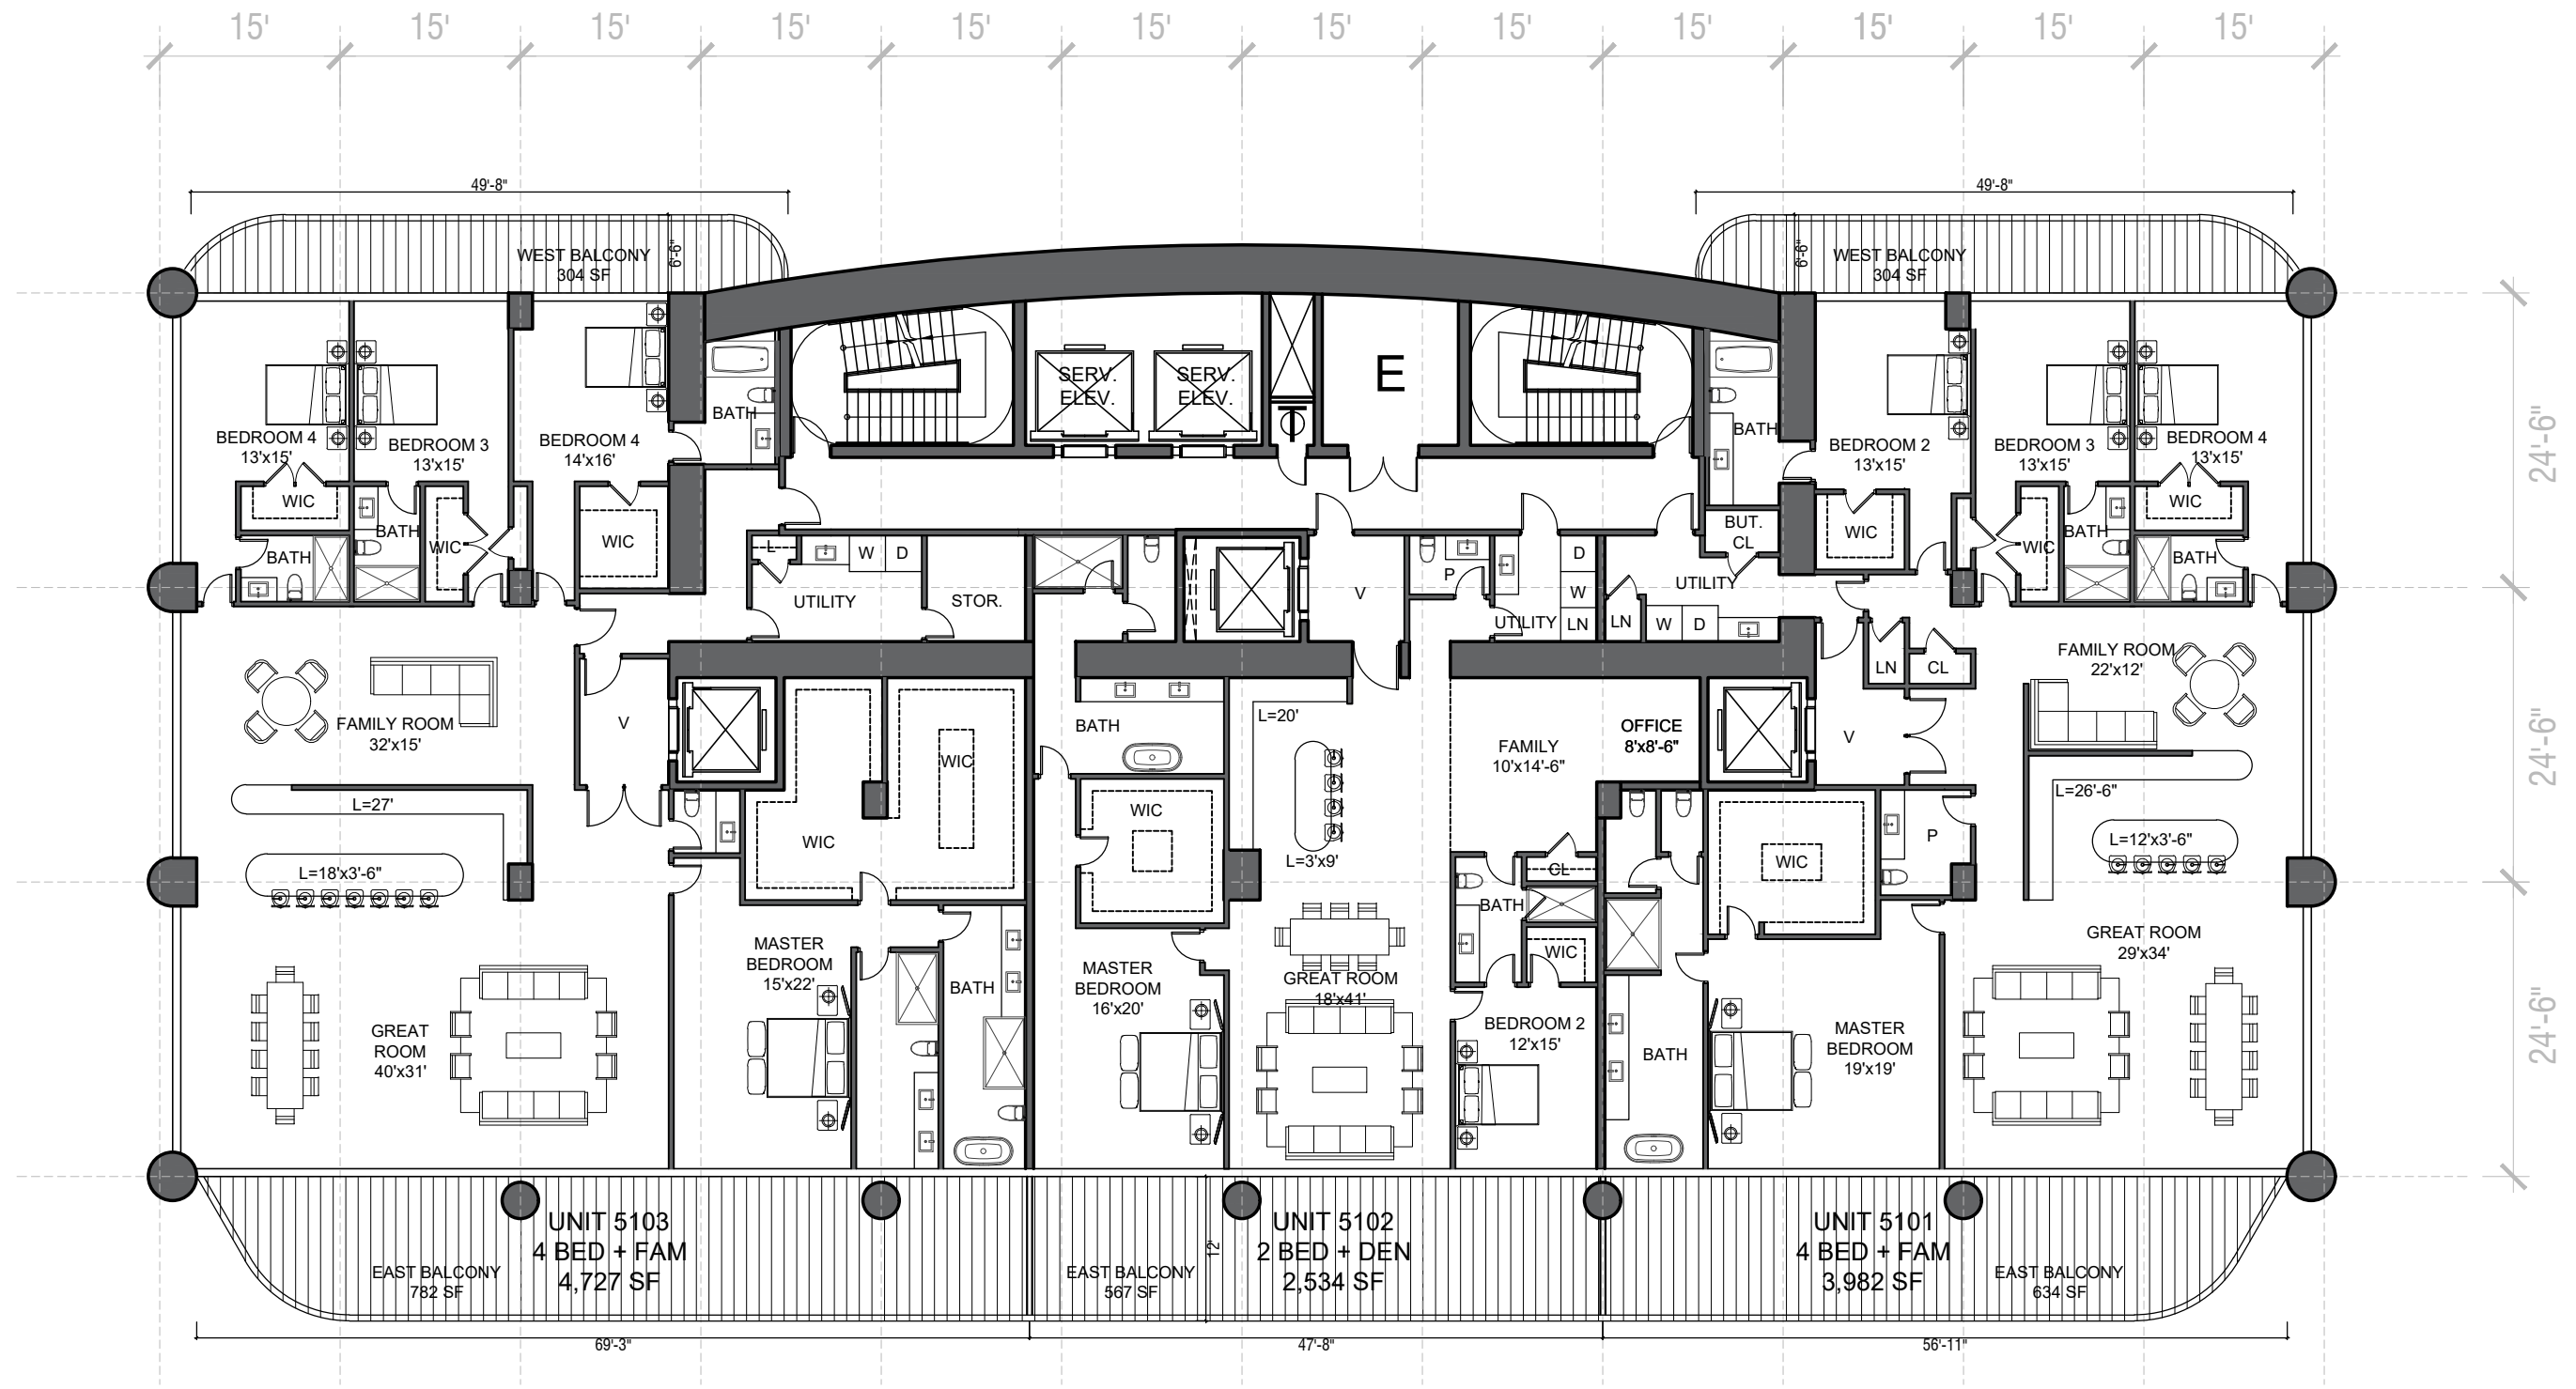 15' 15' 15' 15' 15' 15' 15' 15' 15' 15' 15' 15'
49'-8" 49'-8"
WEST BALCONY
304 SF
6'-6"
WEST BALCONY
304 SF
6'-6"
24'-6"
24'-6"
24'-6"
BEDROOM 4
13'x15'
BEDROOM 3
13'x15'
BEDROOM 4
14'x16'
BATH
SERV.
ELEV.
SERV.
ELEV.
E
BATH
BEDROOM 2
13'x15'
BEDROOM 3
13'x15'
BEDROOM 4
13'x15'
WIC
BATH
BATH
WIC
WIC
L
W
D
UTILITY
STOR.
V
P
D
W
LN
UTILITY
BUT.
CL
UTILITY
LN
W
D
WIC
WIC
BATH
WIC
BATH
LN
CL
FAMILY ROOM
32'x15'
V
WIC
WIC
BATH
L=20'
FAMILY
10'x14'-6"
OFFICE
8'x8'-6"
V
FAMILY ROOM
22'x12'
L=27'
L=18'x3'-6"
WIC
L=3'x9'
CL
BATH
WIC
WIC
P
L=26'-6"
L=12'x3'-6"
MASTER
BEDROOM
15'x22'
BATH
MASTER
BEDROOM
16'x20'
GREAT ROOM
18'x41'
BEDROOM 2
12'x15'
BATH
MASTER
BEDROOM
19'x19'
GREAT ROOM
29'x34'
GREAT
ROOM
40'x31'
UNIT 5103
4 BED + FAM
4,727 SF
EAST BALCONY
782 SF
12'
UNIT 5102
2 BED + DEN
2,534 SF
EAST BALCONY
567 SF
UNIT 5101
4 BED + FAM
3,982 SF
EAST BALCONY
634 SF
69'-3" 47'-8" 56'-11"